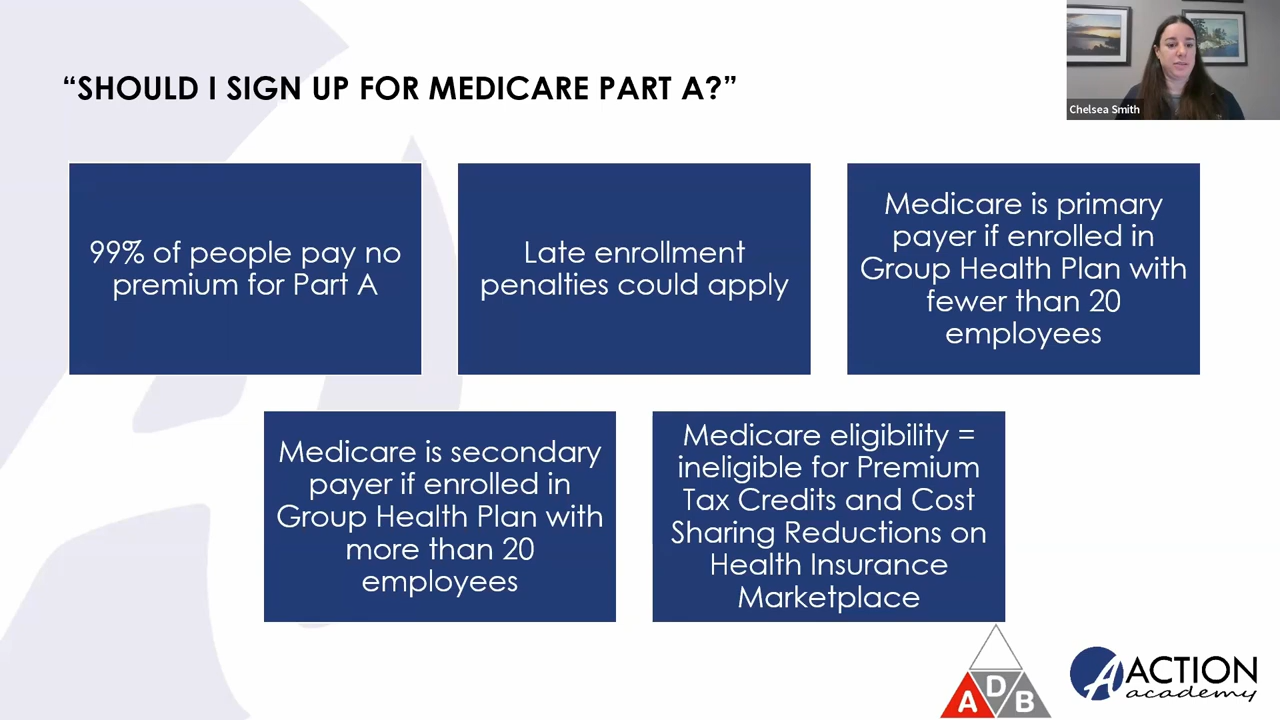 Chelsea Smith
“SHOULD I SIGN UP FOR MEDICARE PART A?”
99% of people pay no
premium for Part A
Late enrollment
penalties could apply
Medicare is primary
payer if enrolled in
Group Health Plan with
fewer than 20
employees
Medicare is secondary
payer if enrolled in
Group Health Plan with
more than 20
employees
Medicare eligibility =
ineligible for Premium
Tax Credits and Cost
Sharing Reductions on
Health Insurance
Marketplace
A D B
A ACTION
academy